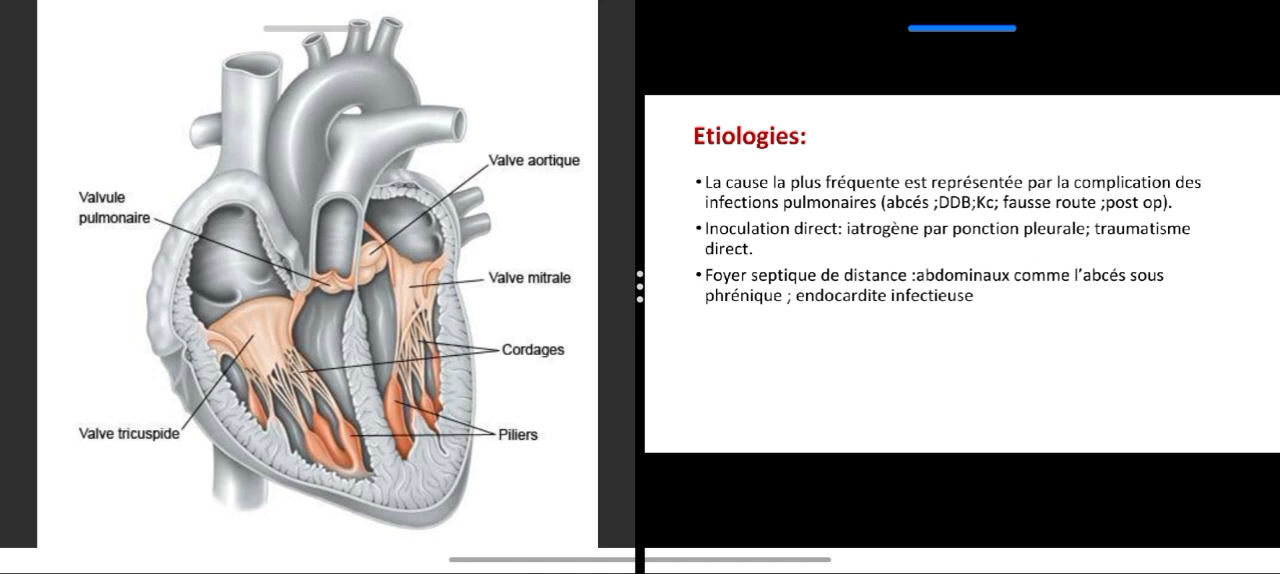 Valve aortique
Valvule
pulmonaire
Valve mitrale
Cordages
Valve tricuspide
Piliers
Etiologies:
•La cause la plus fréquente est représentée par la complication des
infections pulmonaires (abcés ;DDB;Kc; fausse route ;post op).
•Inoculation direct: iatrogène par ponction pleurale; traumatisme
direct.
•Foyer septique de distance :abdominaux comme l'abcés sous
phrénique ; endocardite infectieuse